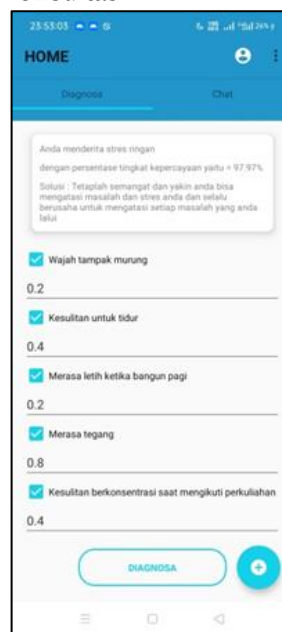 23:53:03
HOME
Diagnosa
Chat
Anda menderita stres ringan
dengan persentase tingkat kepercayaan yaitu = 97.97%
Solusi : Tetaplah semangat dan yakin anda bisa
mengatasi masalah dan stres anda dan selalu
berusaha untuk mengatasi setiap masalah yang anda
lalui
Wajah tampak murung
0.2
Kesulitan untuk tidur
0.4
Merasa letih ketika bangun pagi
0.2
Merasa tegang
0.8
Kesulitan berkonsentrasi saat mengikuti perkuliahan
0.4
DIAGNOSA